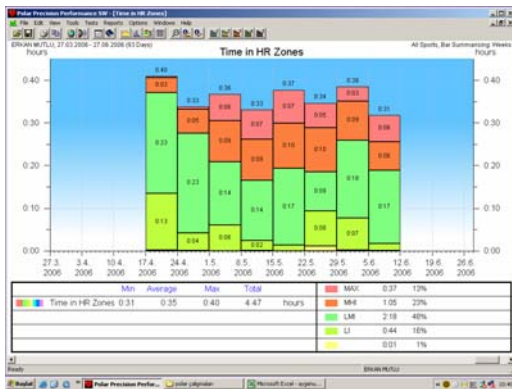 Polar Precision Performance SW - [Time in HR Zones]
File Edit View Tools Tests Reports Options Windows Help
ERKAN MUTLU, 27.03.2006 - 27.06.2006 (93 Days)
All Sports, Bar Summarizing: Weeks
Time in HR Zones
hours
hours
0:40
0:33
0:36
0:33
0:37
0:34
0:38
0:31
0:40
0:30
0:20
0:10
0:00
0:03
0:33
0:13
0:05
0:23
0:04
0:06
0:09
0:14
0:06
0:07
0:09
0:14
0:02
0:07
0:10
0:17
0:05
0:10
0:09
0:03
0:09
0:18
0:07
0:06
0:17
0:40
0:30
0:20
0:10
0:00
27.3. 3.4. 10.4. 17.4. 24.4. 1.5. 8.5. 15.5. 22.5. 29.5. 5.6. 12.6. 19.6. 26.6.
2006 2006 2006 2006 2006 2006 2006 2006 2006 2006 2006 2006 2006 2006
Min Average Max Total
Time in HR Zones 0:31 0:35 0:40 4:47 hours
MAX 0:37 13%
MHI 1:05 23%
LMI 2:18 48%
LI 0:44 16%
0:01 1%
Ready
ERKAN MUTLU
Başlat
Polar Precision Perfor...
polar çalışmaları
Microsoft Excel